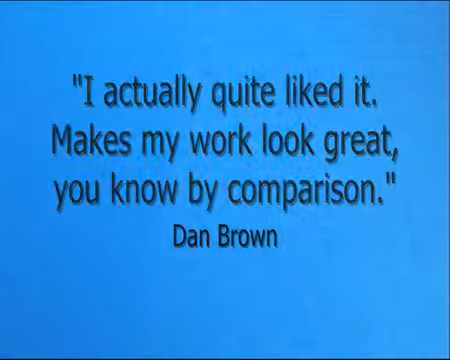 "I actually quite liked it.
Makes my work look great,
you know by comparison."
Dan Brown